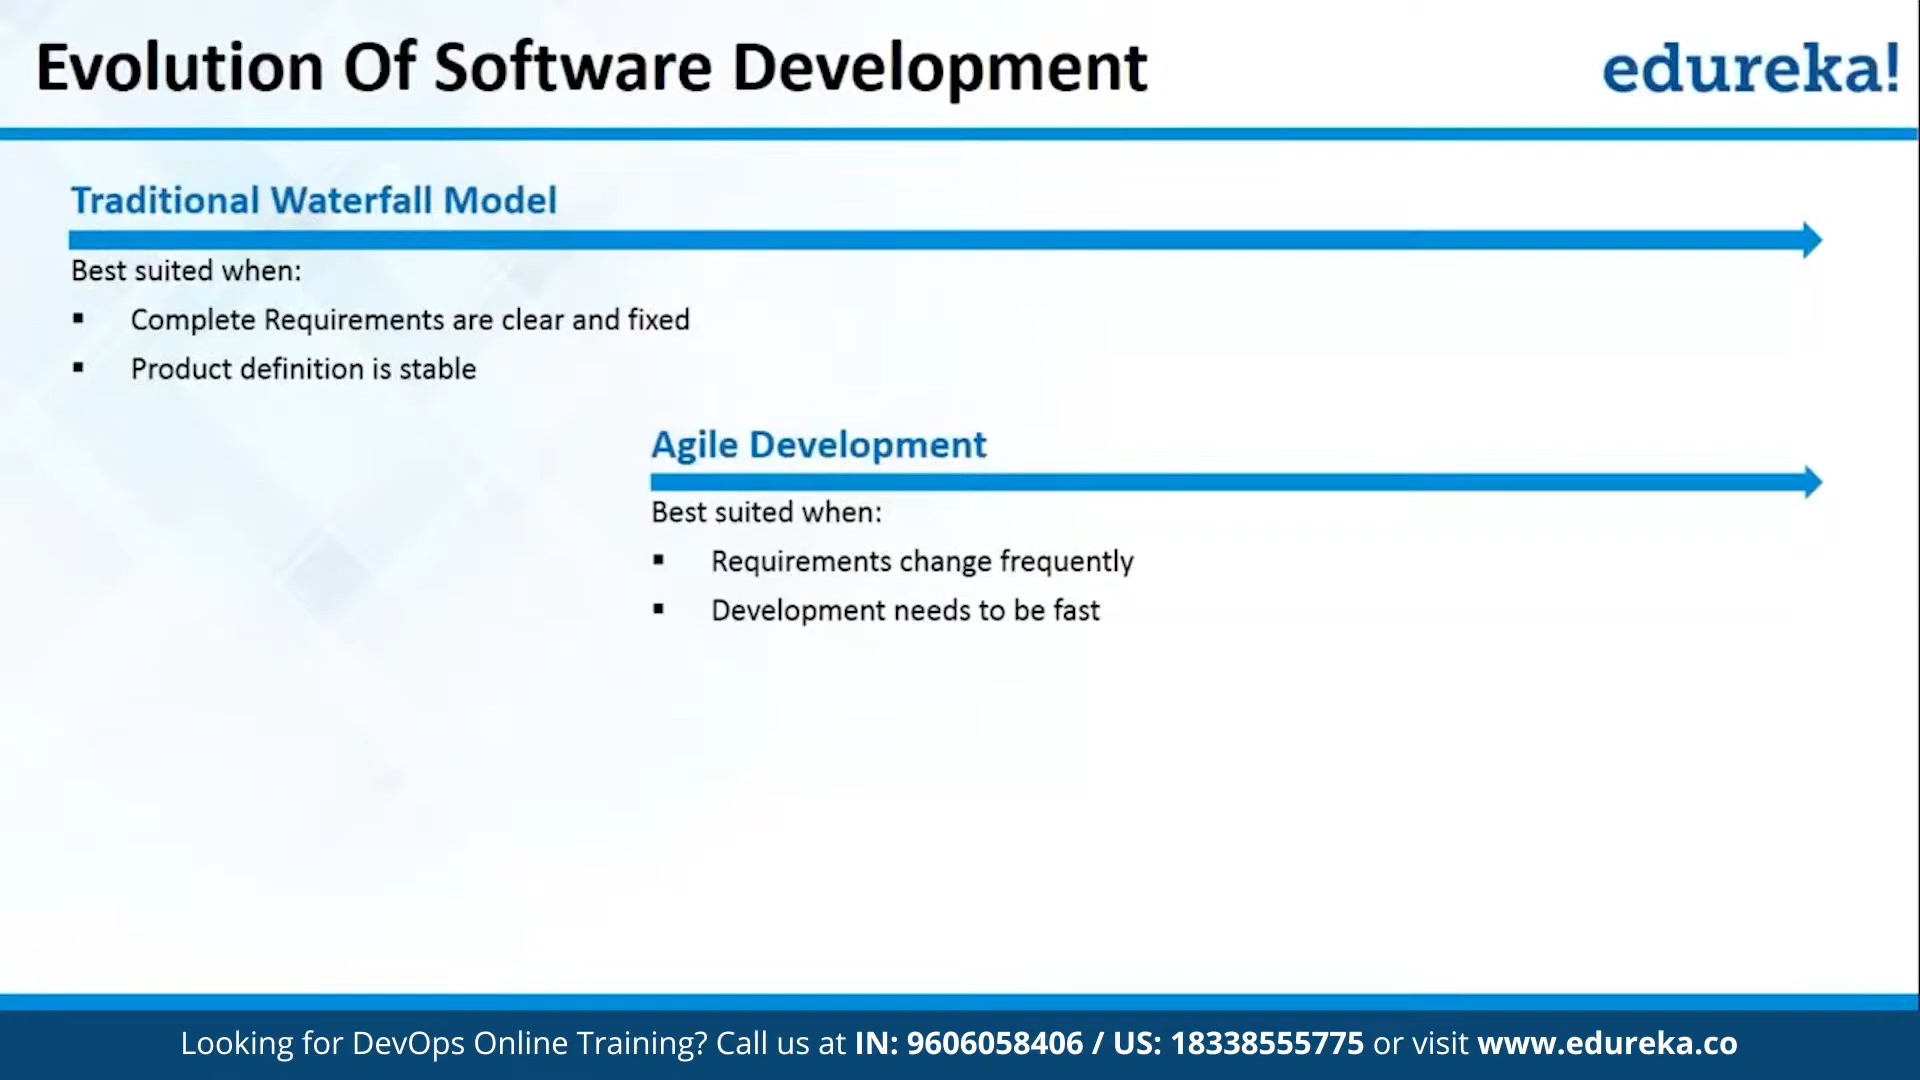 Evolution Of Software Development
edureka!
Traditional Waterfall Model
Best suited when:
▪ Complete Requirements are clear and fixed
▪ Product definition is stable
Agile Development
Best suited when:
▪ Requirements change frequently
▪ Development needs to be fast
Looking for DevOps Online Training? Call us at IN: 9606058406 / US: 18338555775 or visit www.edureka.co